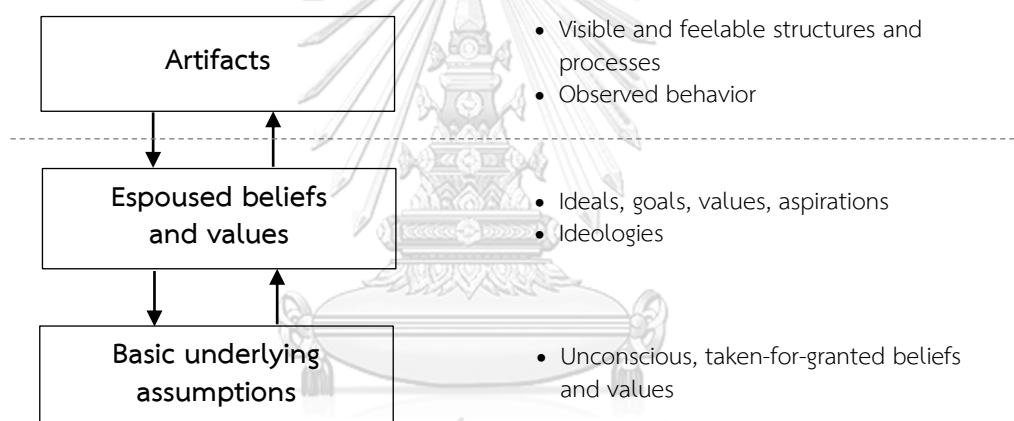 Artifacts
• Visible and feelable structures and
processes
• Observed behavior
Espoused beliefs
and values
• Ideals, goals, values, aspirations
• Ideologies
Basic underlying
assumptions
• Unconscious, taken-for-granted beliefs
and values